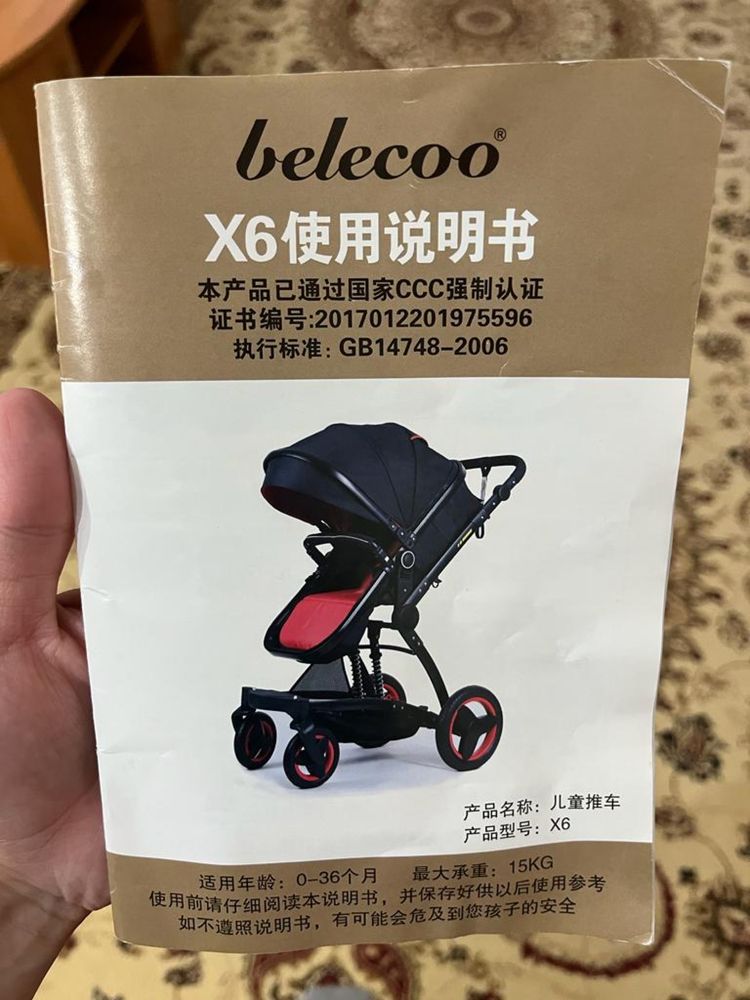 belecoo®
X6使用说明书
本产品已通过国家CCC强制认证
证书编号:2017012201975596
执行标准: GB14748-2006
产品名称: 儿童推车
产品型号: X6
适用年龄: 0-36个月 最大承重: 15KG
使用前请仔细阅读本说明书，并保存好供以后使用参考
如不遵照说明书，有可能会危及到您孩子的安全